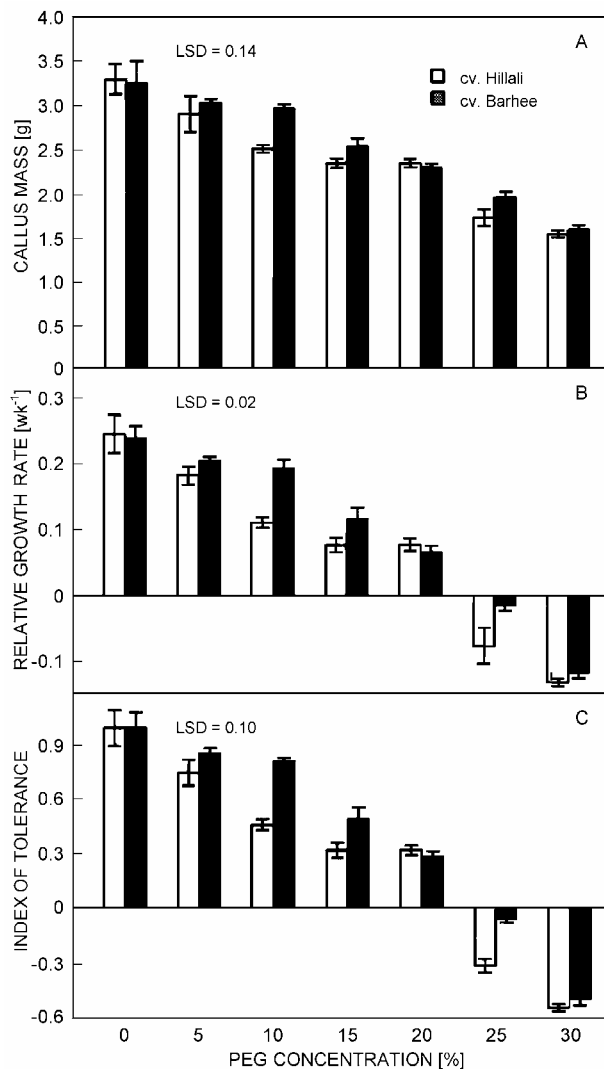 4.0
3.5
3.0
2.5
2.0
1.5
1.0
0.5
0
CALLUS MASS [g]
LSD = 0.14
A
cv. Hillali
cv. Barhee
0.3
0.2
0.1
0
-0.1
RELATIVE GROWTH RATE [wk⁻¹]
LSD = 0.02
B
0.9
0.6
0.3
0
-0.3
-0.6
INDEX OF TOLERANCE
LSD = 0.10
C
0 5 10 15 20 25 30
PEG CONCENTRATION [%]